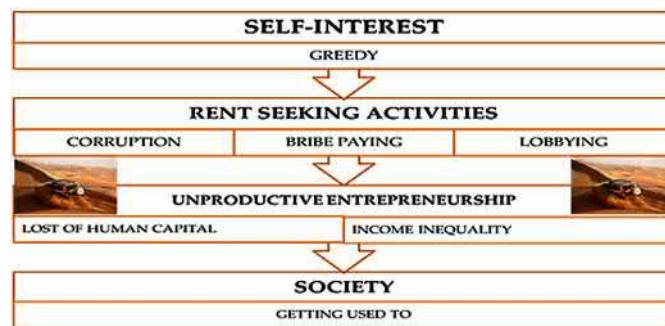 SELF-INTEREST
GREEDY
RENT SEEKING ACTIVITIES
CORRUPTION BRIBE PAYING LOBBYING
UNPRODUCTIVE ENTREPRENEURSHIP
LOST OF HUMAN CAPITAL INCOME INEQUALITY
SOCIETY
GETTING USED TO